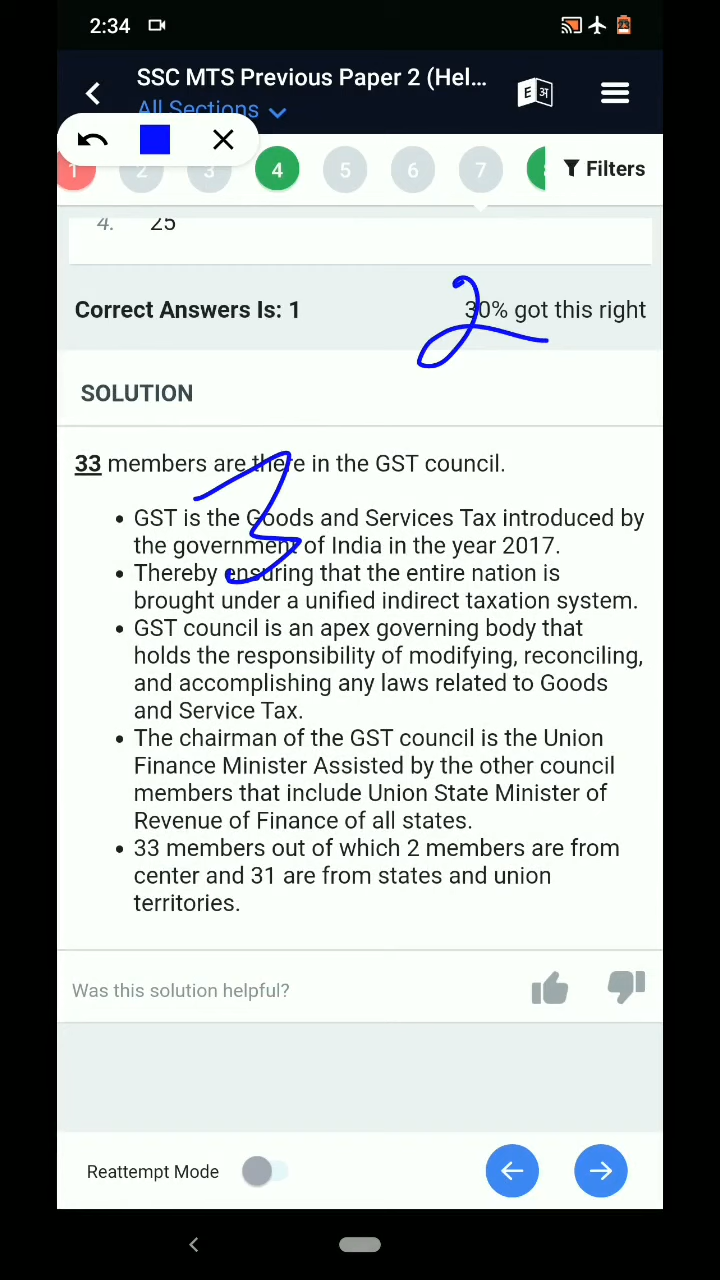 2:34
23
SSC MTS Previous Paper 2 (Hel...
E अ
All Sections
1 2 3 4 5 6 7 Filters
4. 25
Correct Answers Is: 1 30% got this right
2
SOLUTION
33 members are there in the GST council.
3
• GST is the Goods and Services Tax introduced by
the government of India in the year 2017.
• Thereby ensuring that the entire nation is
brought under a unified indirect taxation system.
• GST council is an apex governing body that
holds the responsibility of modifying, reconciling,
and accomplishing any laws related to Goods
and Service Tax.
• The chairman of the GST council is the Union
Finance Minister Assisted by the other council
members that include Union State Minister of
Revenue of Finance of all states.
• 33 members out of which 2 members are from
center and 31 are from states and union
territories.
Was this solution helpful?
Reattempt Mode